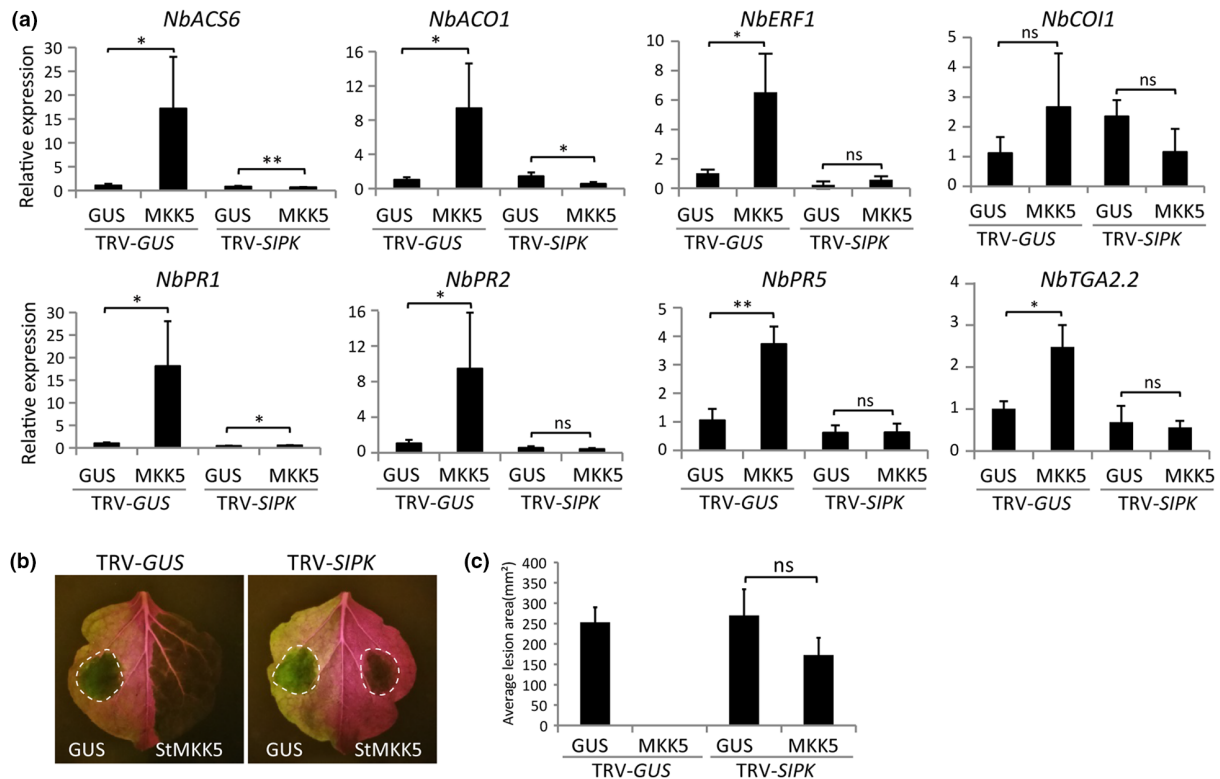 (a)
NbACS6 NbACO1 NbERF1 NbCOI1
Relative expression
30
25
20
15
10
5
0
* **
GUS MKK5 GUS MKK5
TRV-GUS TRV-SIPK
16
12
8
4
0
* *
GUS MKK5 GUS MKK5
TRV-GUS TRV-SIPK
10
8
6
4
2
0
* ns
GUS MKK5 GUS MKK5
TRV-GUS TRV-SIPK
5
4
3
2
1
0
ns ns
GUS MKK5 GUS MKK5
TRV-GUS TRV-SIPK
NbPR1 NbPR2 NbPR5 NbTGA2.2
Relative expression
30
25
20
15
10
5
0
* *
GUS MKK5 GUS MKK5
TRV-GUS TRV-SIPK
16
12
8
4
0
* ns
GUS MKK5 GUS MKK5
TRV-GUS TRV-SIPK
5
4
3
2
1
0
** ns
GUS MKK5 GUS MKK5
TRV-GUS TRV-SIPK
4
3
2
1
0
* ns
GUS MKK5 GUS MKK5
TRV-GUS TRV-SIPK
(b)
TRV-GUS TRV-SIPK
GUS StMKK5 GUS StMKK5
(c)
Average lesion area(mm²)
400
350
300
250
200
150
100
50
0
ns
GUS MKK5 GUS MKK5
TRV-GUS TRV-SIPK